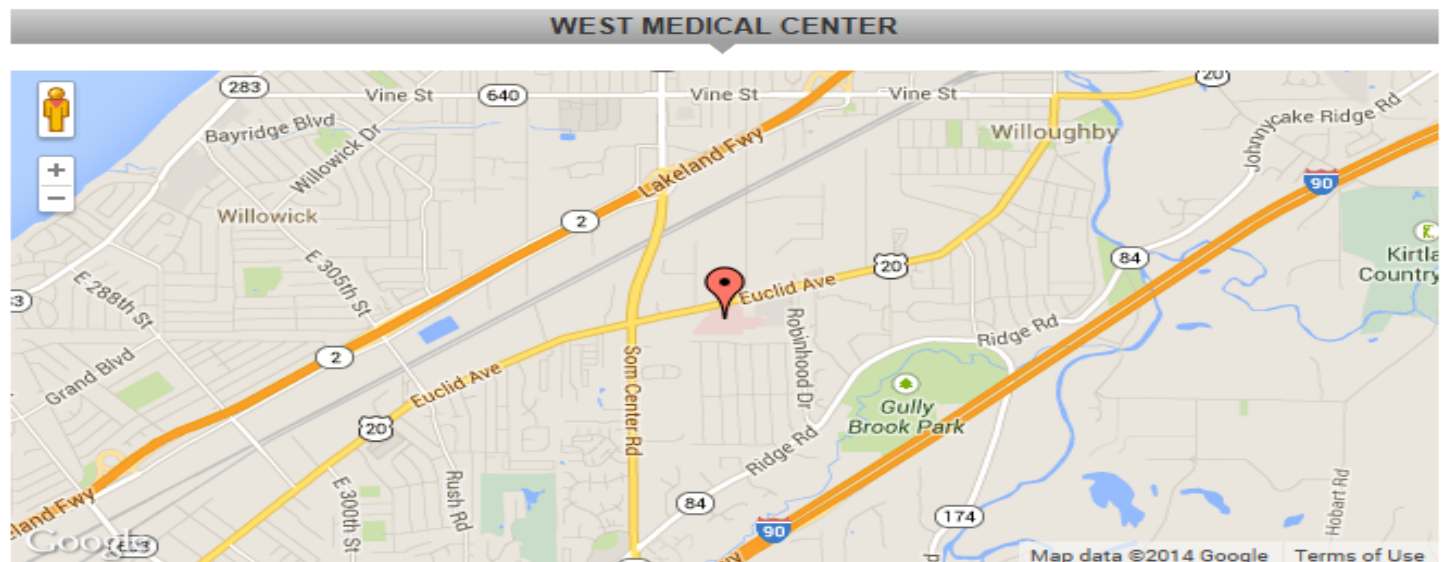 WEST MEDICAL CENTER
283
Vine St
640
Vine St
Vine St
20
Bayridge Blvd
Willowick Dr
Lakeland Fwy
Willoughby
Johnnycake Ridge Rd
90
Willowick
2
E 305th St
E 288th St
Euclid Ave
20
84
Kirtla
Country
Robinhood Dr
Ridge Rd
2
Grand Blvd
Euclid Ave
Som Center Rd
Gully
Brook Park
20
Ridge Rd
Rush Rd
E 300th St
84
174
90
Hobart Rd
eland Fwy
Google
Map data ©2014 Google
Terms of Use